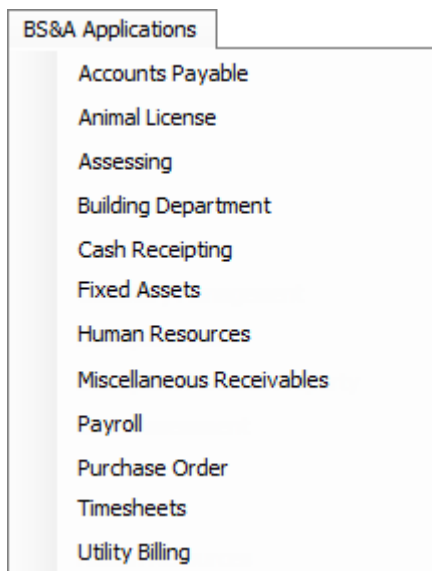 BS&A Applications
Accounts Payable
Animal License
Assessing
Building Department
Cash Receipting
Fixed Assets
Human Resources
Miscellaneous Receivables
Payroll
Purchase Order
Timesheets
Utility Billing